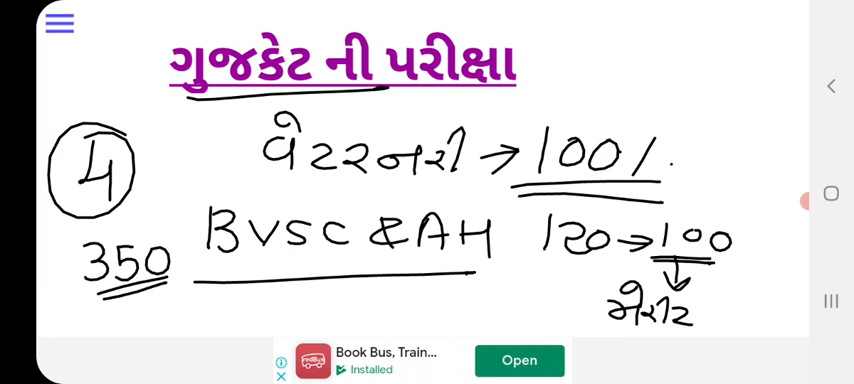 ગુજકેટ ની પરીક્ષા
વેટરનરી → 100%
4
BVSC & AH 120 → 100
350
મેરીટ
Book Bus, Train...
Installed
Open